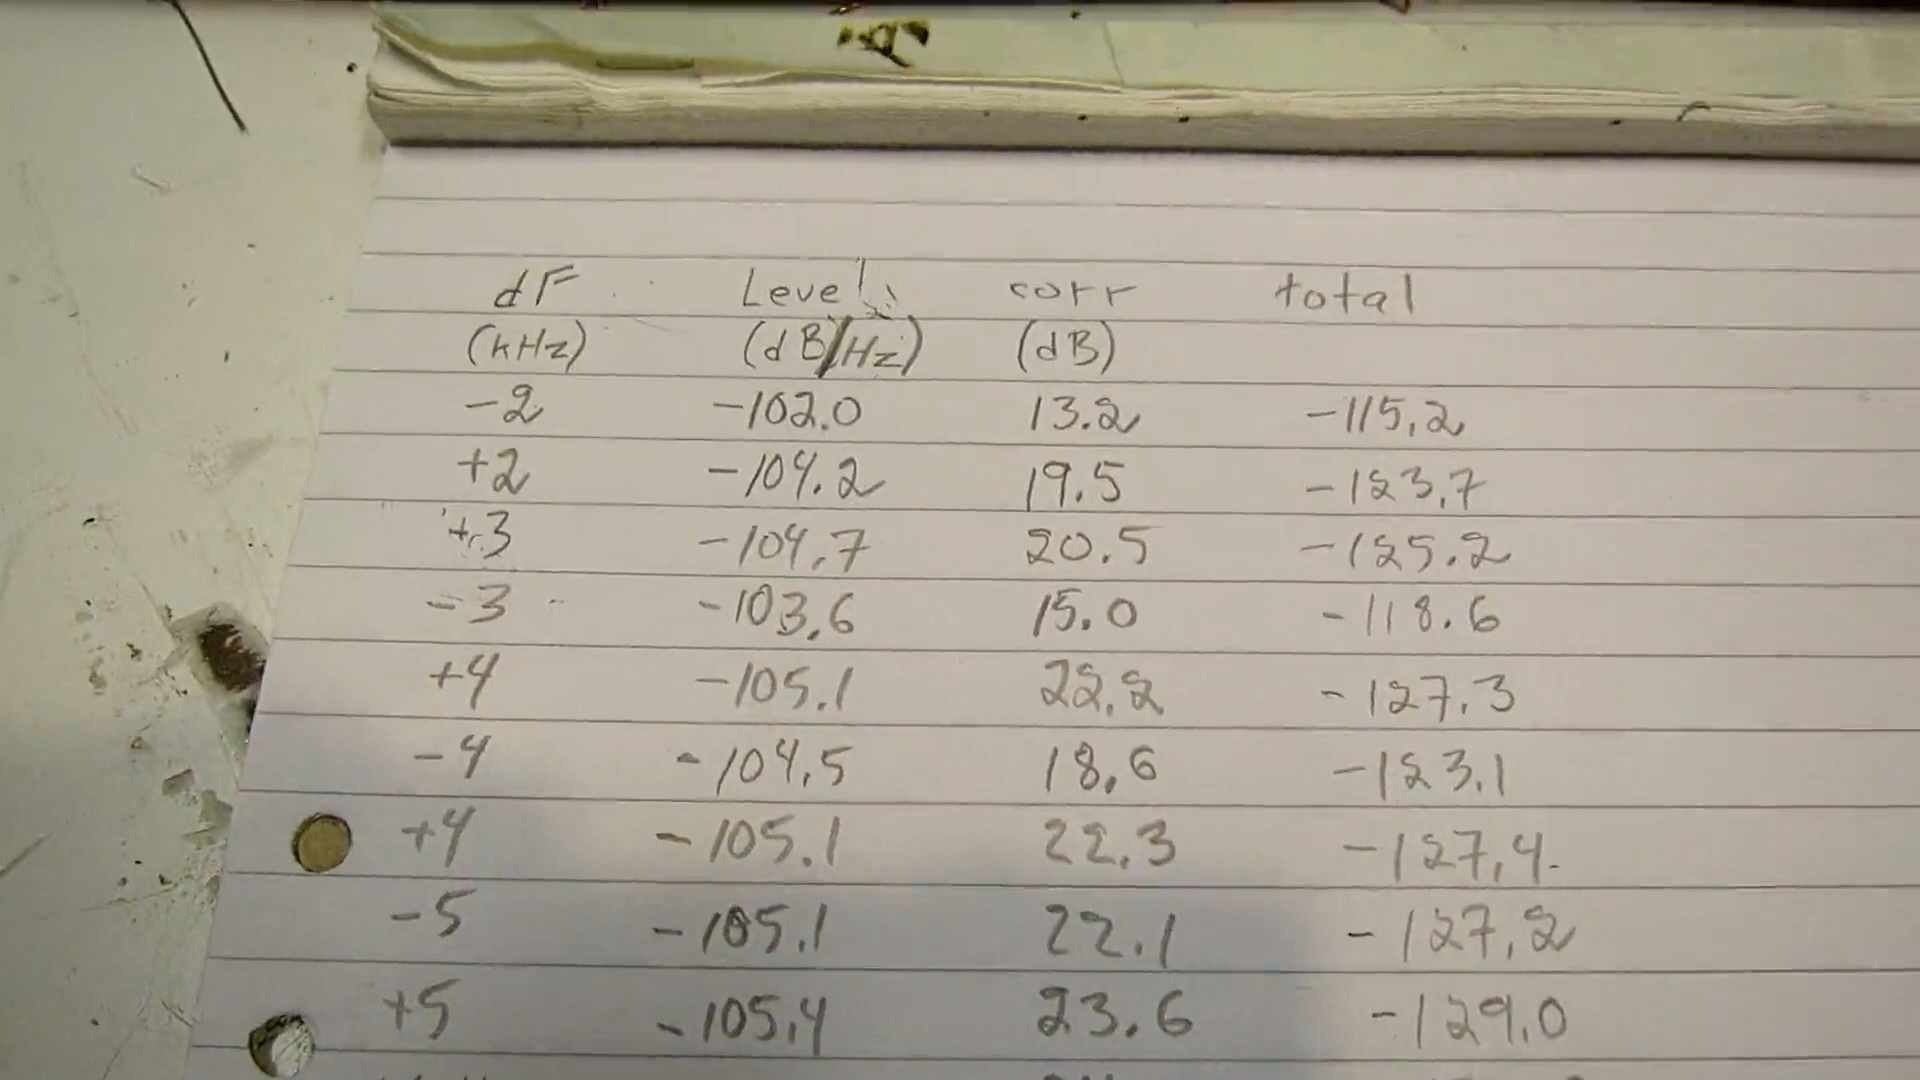 dF Level corr total
(kHz) (dB/Hz) (dB)
-2 -102.0 13.2 -115,2
+2 -104.2 19.5 -123,7
+3 -104,7 20.5 -125.2
-3 -103,6 15.0 -118.6
+4 -105.1 22,2 -127.3
-4 -104,5 18,6 -123.1
+4 -105.1 22.3 -127,4
-5 -105.1 22.1 -127,2
+5 -105,4 23.6 -129.0